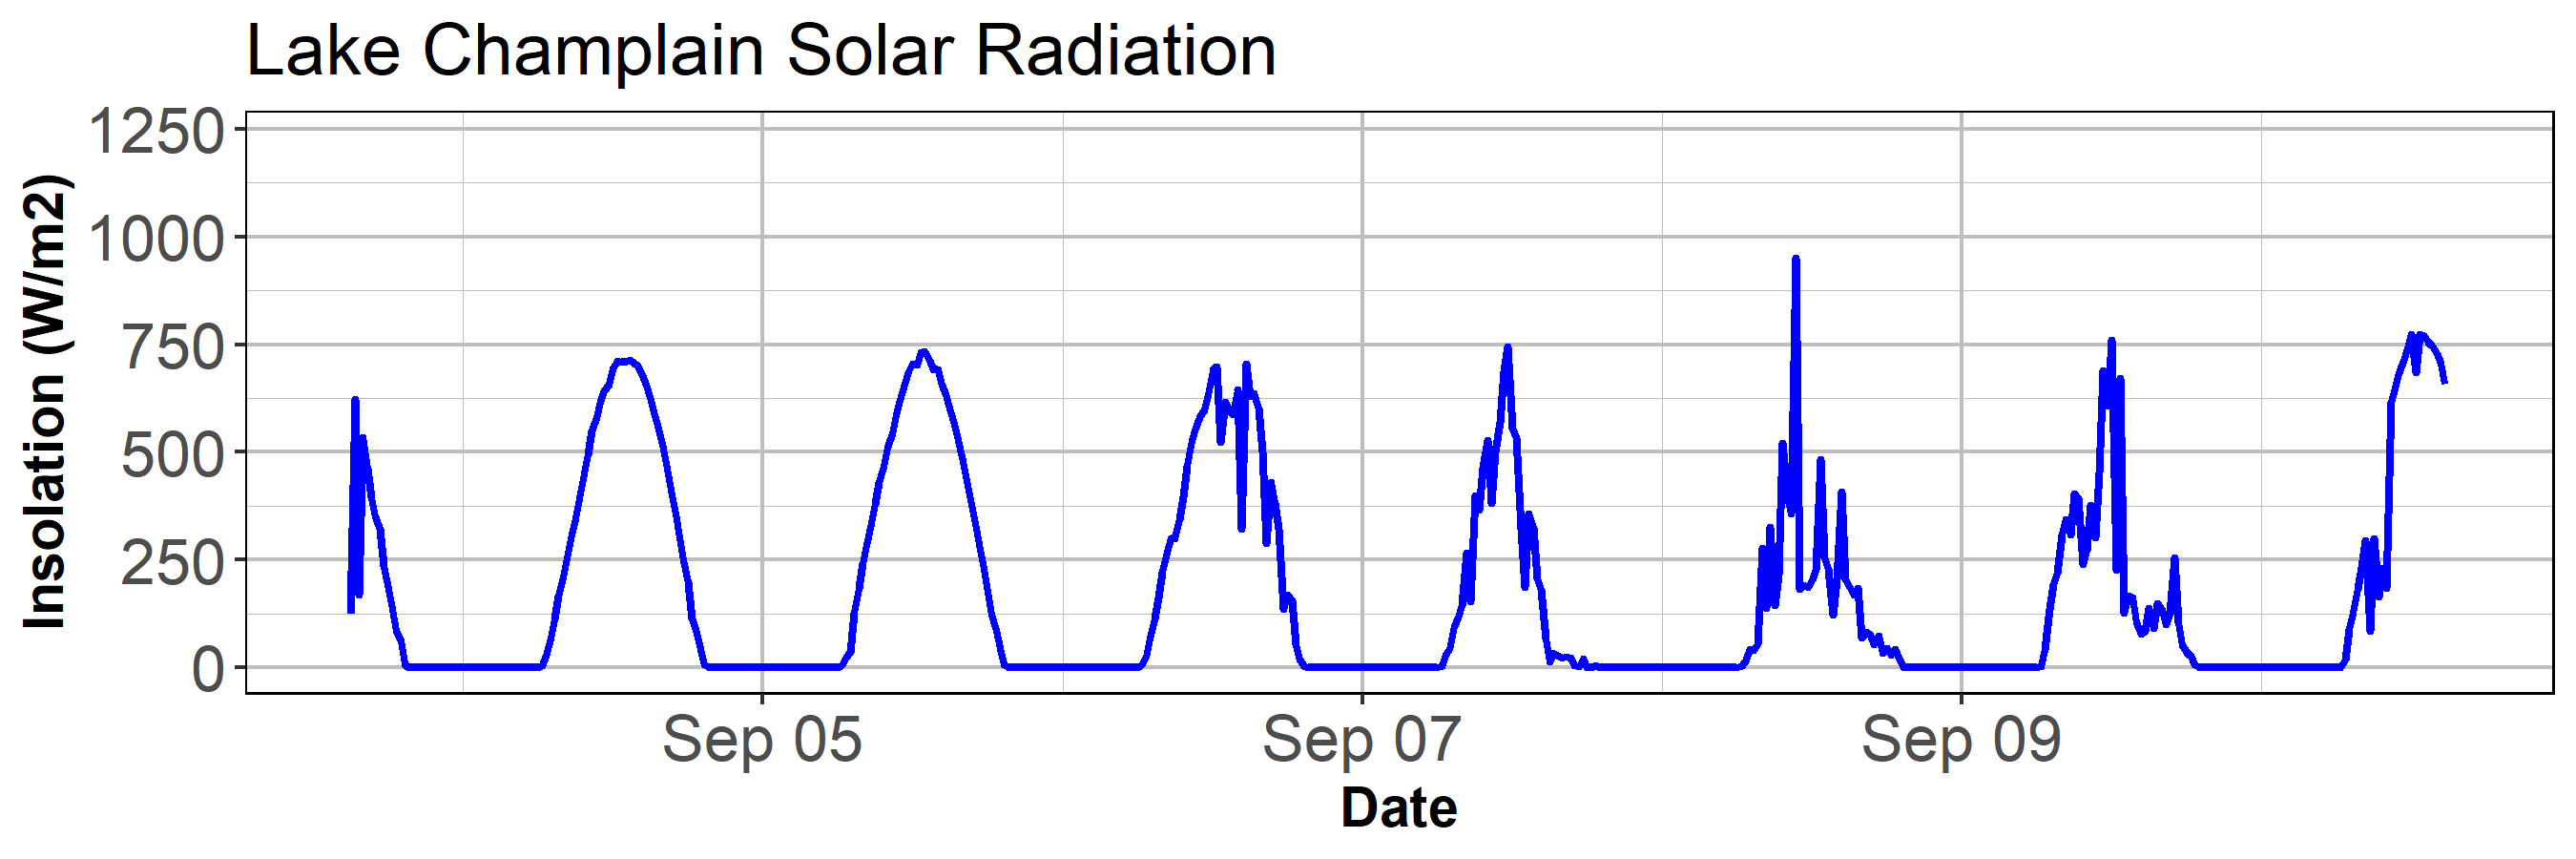 Lake Champlain Solar Radiation
Insolation (W/m2)
1250
1000
750
500
250
0
Sep 05 Sep 07 Sep 09
Date